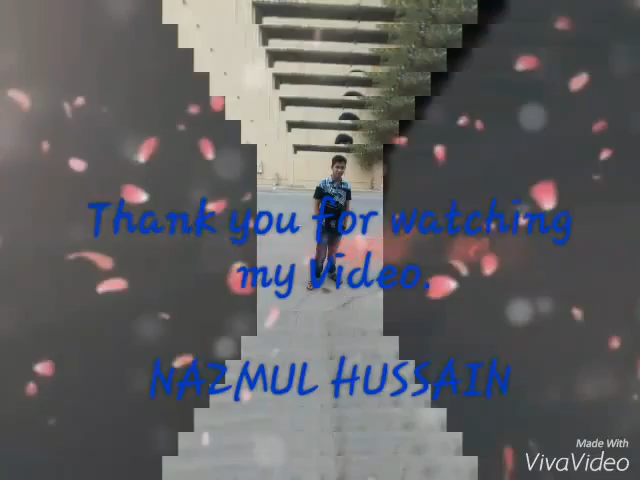 Thank you for watching
my Video.
NAZMUL HUSSAIN
Made With
VivaVideo